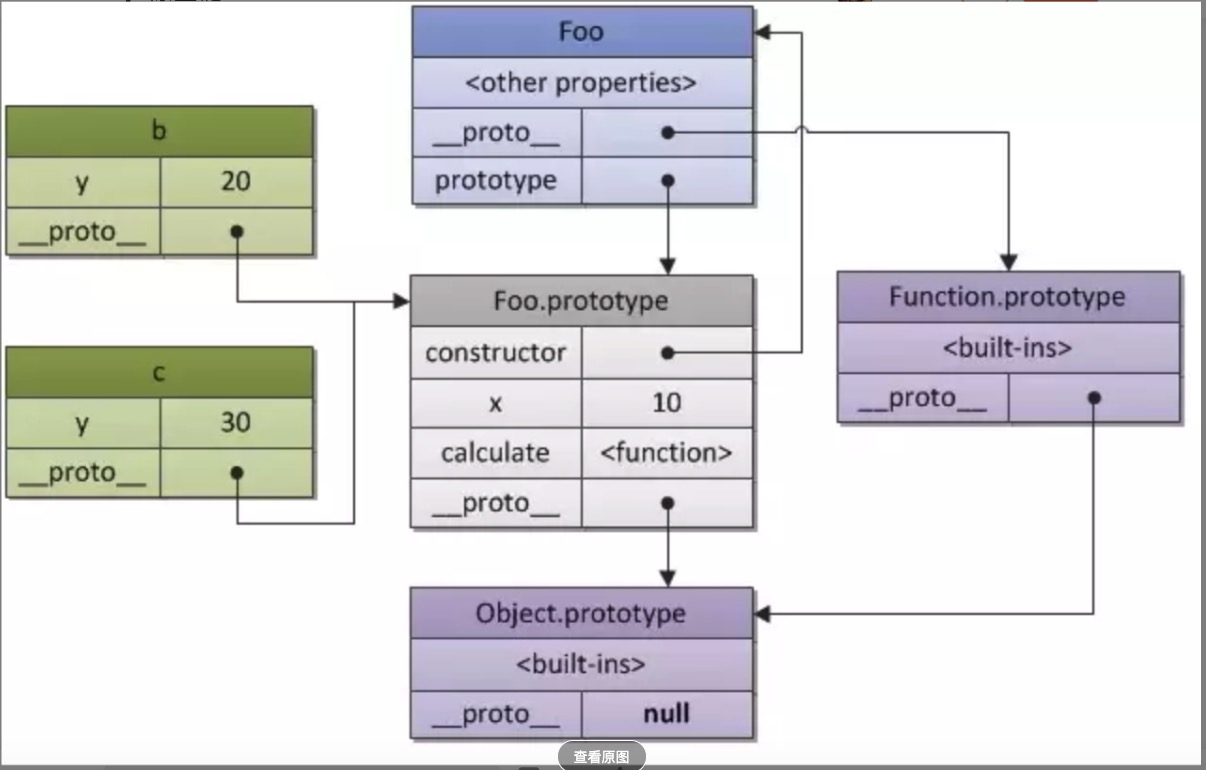 Foo
<other properties>
__proto__
prototype
b
y 20
__proto__
c
y 30
__proto__
Foo.prototype
constructor
x 10
calculate <function>
__proto__
Function.prototype
<built-ins>
__proto__
Object.prototype
<built-ins>
__proto__ null
查看原图